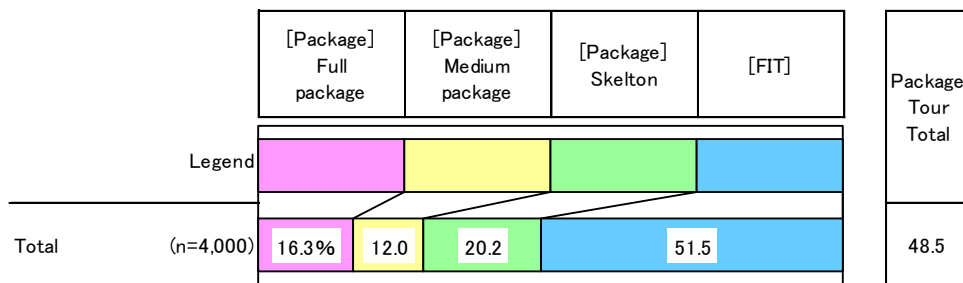 [Package]
Full
package
[Package]
Medium
package
[Package]
Skelton
[FIT]
Package
Tour
Total
Legend
Total (n=4,000) 16.3% 12.0 20.2 51.5 48.5